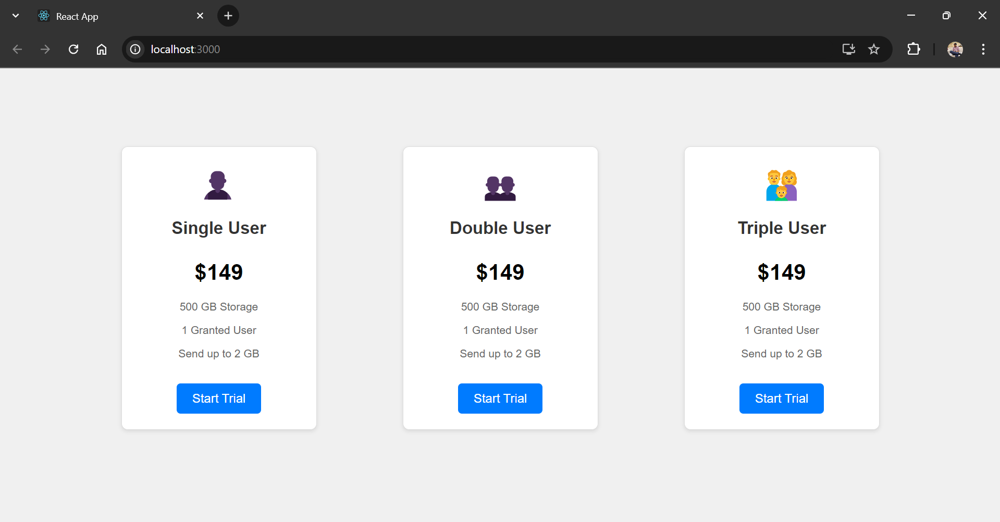 React App
localhost:3000
Single User
$149
500 GB Storage
1 Granted User
Send up to 2 GB
Start Trial
Double User
$149
500 GB Storage
1 Granted User
Send up to 2 GB
Start Trial
Triple User
$149
500 GB Storage
1 Granted User
Send up to 2 GB
Start Trial